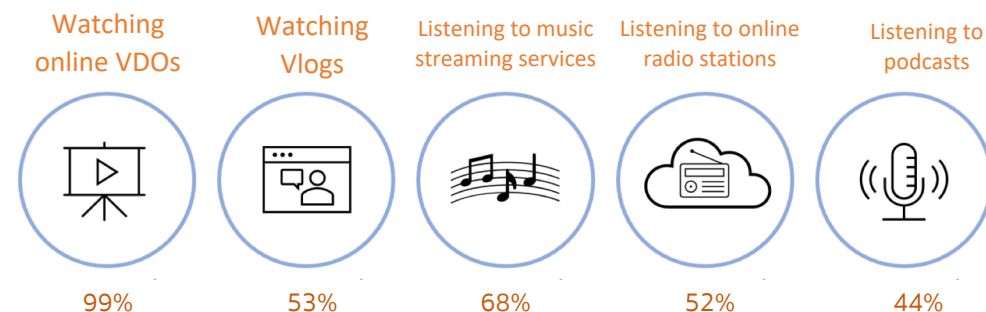 Watching
online VDOs
Watching
Vlogs
Listening to music
streaming services
Listening to online
radio stations
Listening to
podcasts
99%
53%
68%
52%
44%